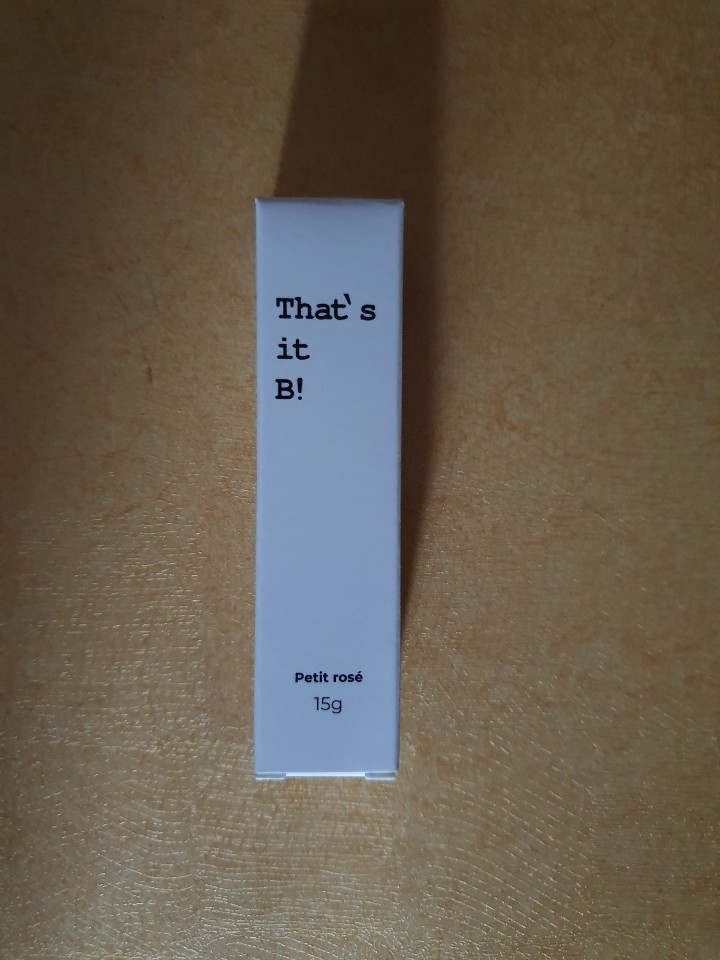 That`s
it
B!
Petit rosé
15g